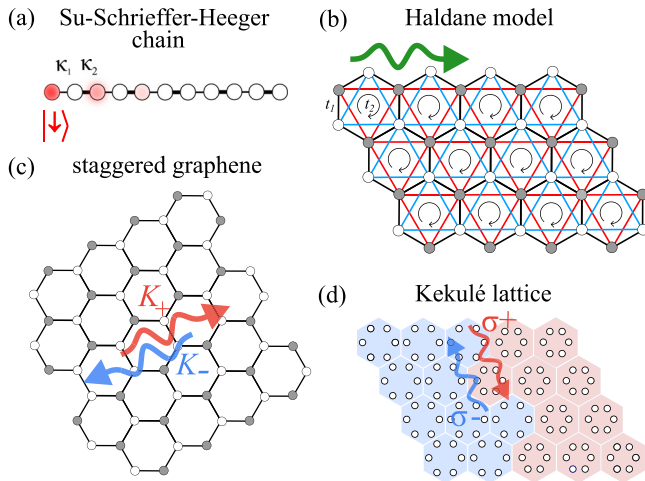 (a) Su-Schrieffer-Heeger
chain
κ₁ κ₂
|↓⟩
(b) Haldane model
t₁ t₂
(c) staggered graphene
K₊
K₋
(d) Kekulé lattice
σ+
σ−